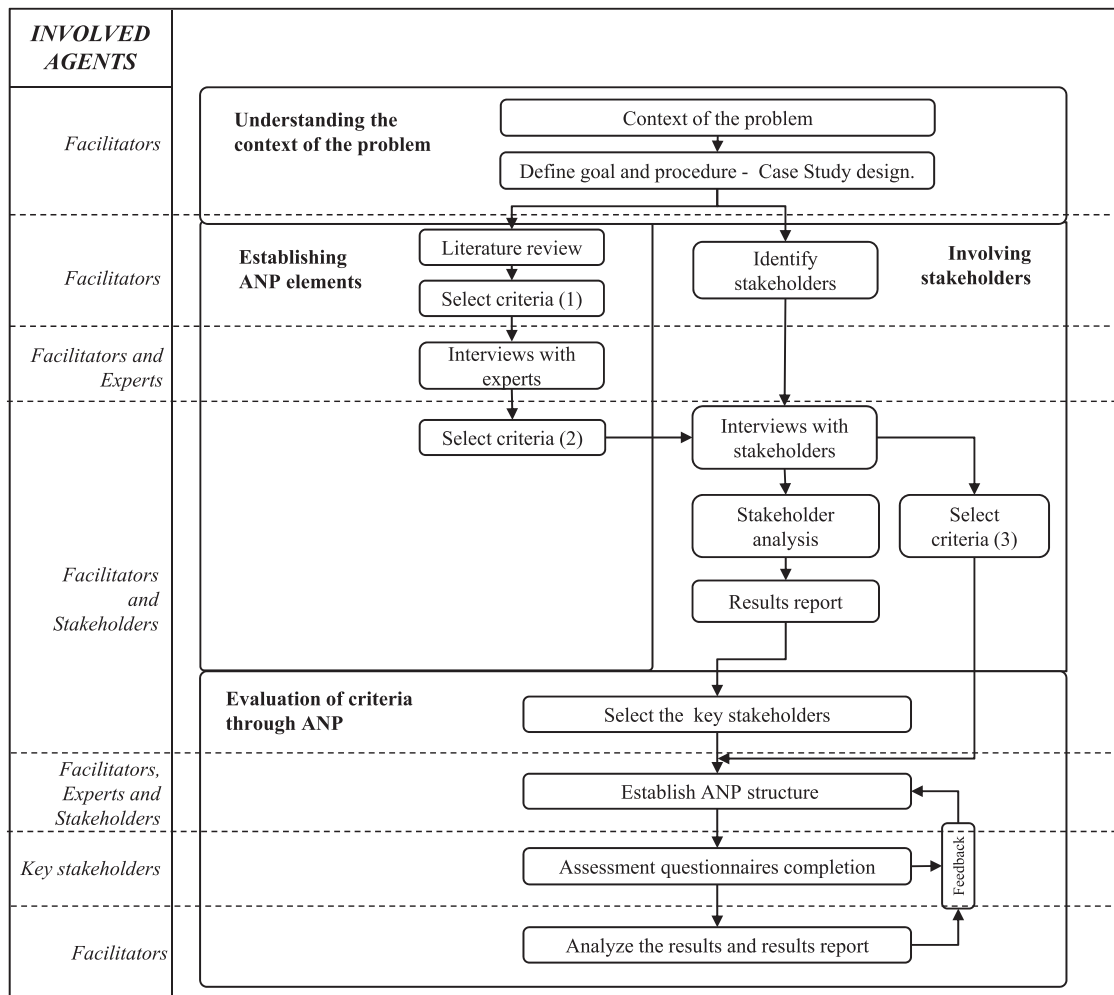 INVOLVED
AGENTS
Facilitators
Understanding the
context of the problem
Context of the problem
Define goal and procedure - Case Study design.
Facilitators
Establishing
ANP elements
Literature review
Select criteria (1)
Identify
stakeholders
Involving
stakeholders
Facilitators and
Experts
Interviews with
experts
Facilitators
and
Stakeholders
Select criteria (2)
Interviews with
stakeholders
Stakeholder
analysis
Select
criteria (3)
Results report
Evaluation of criteria
through ANP
Select the key stakeholders
Facilitators,
Experts and
Stakeholders
Establish ANP structure
Key stakeholders
Assessment questionnaires completion
Feedback
Facilitators
Analyze the results and results report